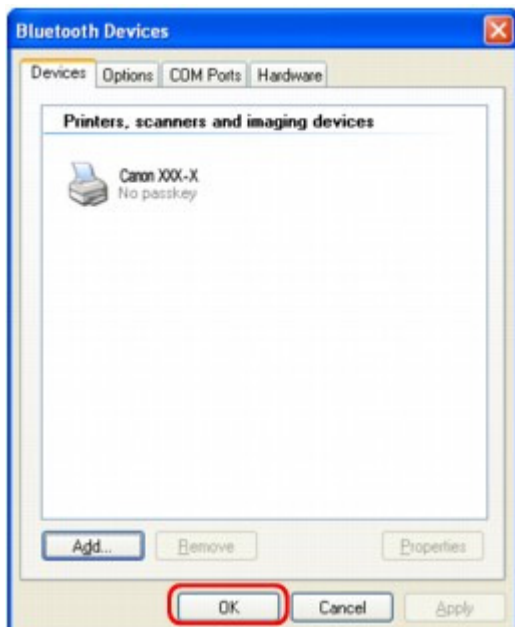 Bluetooth Devices
Devices Options COM Ports Hardware
Printers, scanners and imaging devices
Canon XXX-X
No passkey
Add... Remove Properties
OK Cancel Apply